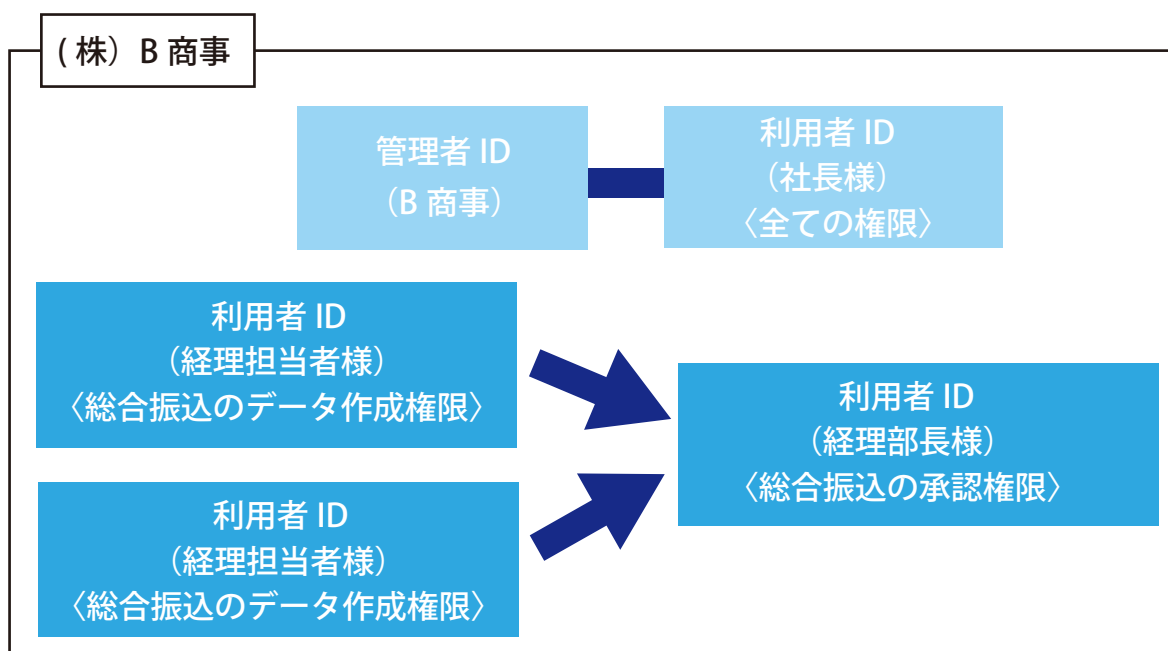 (株）B 商事
管理者 ID
（B 商事）
利用者 ID
（社長様）
〈全ての権限〉
利用者 ID
（経理担当者様）
〈総合振込のデータ作成権限〉
利用者 ID
（経理部長様）
〈総合振込の承認権限〉
利用者 ID
（経理担当者様）
〈総合振込のデータ作成権限〉